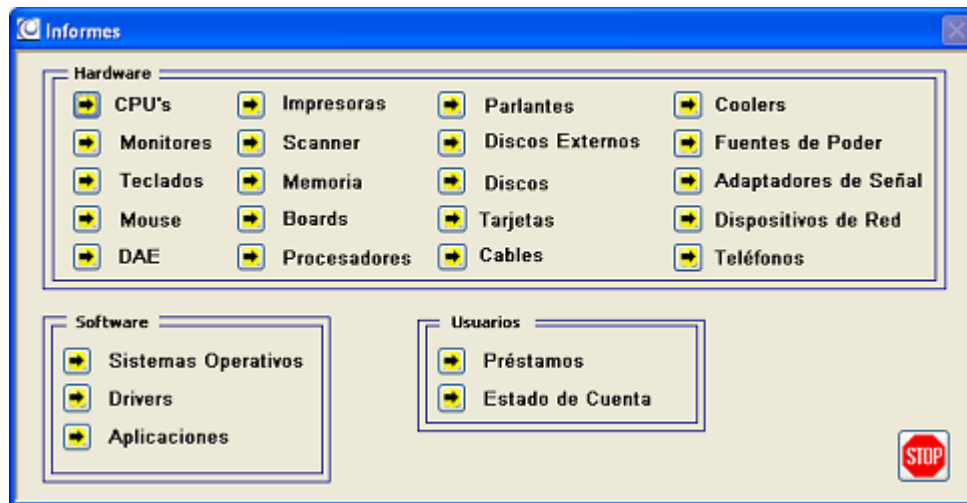 Informes
Hardware
CPU's Impresoras Parlantes Coolers
Monitores Scanner Discos Externos Fuentes de Poder
Teclados Memoria Discos Adaptadores de Señal
Mouse Boards Tarjetas Dispositivos de Red
DAE Procesadores Cables Teléfonos
Software
Sistemas Operativos
Drivers
Aplicaciones
Usuarios
Préstamos
Estado de Cuenta
STOP